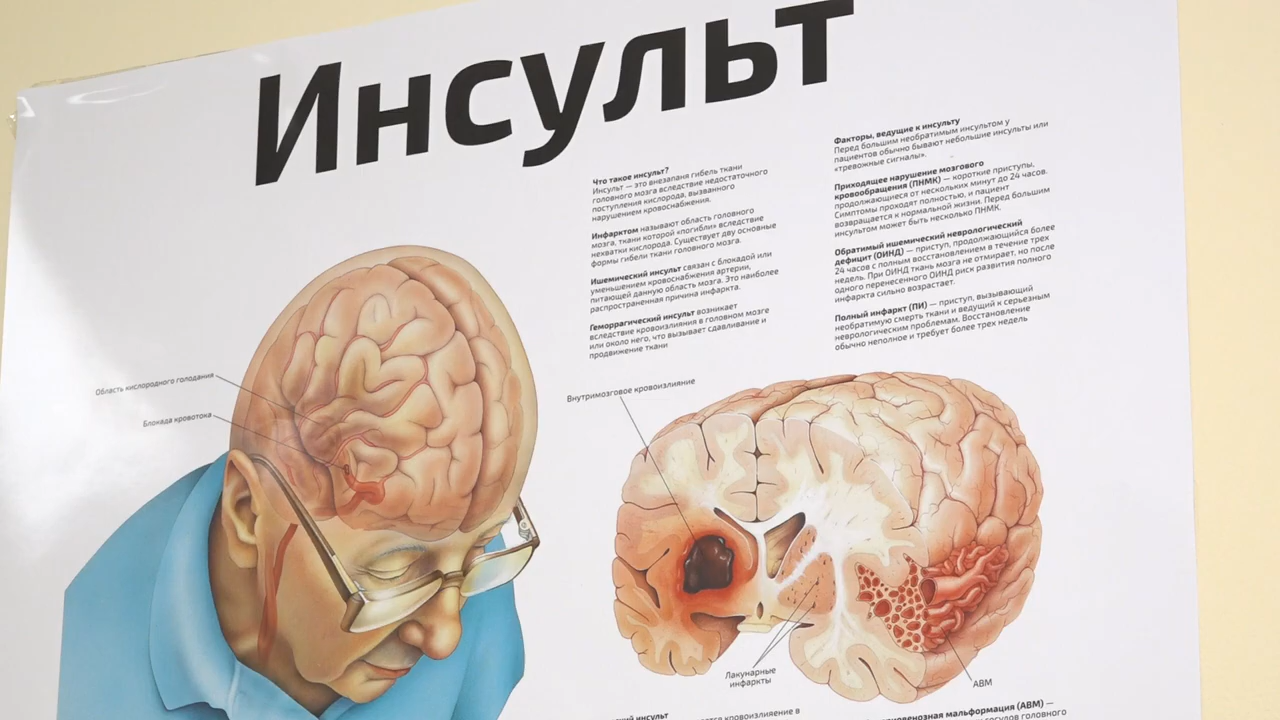 Инсульт
Что такое инсульт?
Инсульт — это внезапаня гибель ткани
головного мозга вследствие недостаточного
поступления кислорода, вызванного
нарушением кровоснабжения.
Инфарктом называют область головного
мозга, ткани которой «погибли» вследствие
нехватки кислорода. Существует две основные
формы гибели ткани головного мозга.
Ишемический инсульт связан с блокадой или
уменьшением кровоснабжения артерии,
питающей данную область мозга. Это наиболее
распространенная причина инфаркта.
Геморрагический инсульт возникает
вследствие кровоизлияния в головном мозге
или около него, что вызывает сдавливание и
продвижение ткани
Факторы, ведущие к инсульту
Перед большим необратимым инсультом у
пациентов обычно бывают небольшие инсульты или
«тревожные сигналы».
Приходящее нарушение мозгового
кровообращения (ПНМК) — короткие приступы,
продолжающиеся от нескольких минут до 24 часов.
Симптомы проходят полностью, и пациент
возвращается к нормальной жизни. Перед большим
инсультом может быть несколько ПНМК.
Обратимый ишемический неврологический
дефицит (ОИНД) — приступ, продолжающийся более
24 часов с полным восстановлением в течение трех
недель. При ОИНД ткань мозга не отмирает, но после
одного перенесенного ОИНД риск развития полного
инфаркта сильно возрастает.
Полный инфаркт (ПИ) — приступ, вызывающий
необратимую смерть ткани и ведущий к серьезным
неврологическим проблемам. Восстановление
обычно неполное и требует более трех недель
Область кислородного голодания
Блокада кровотока
Внутримозговое кровоизлияние
Лакунарные
инфаркты
АВМ
инсульт
кровоизлияение в
мальформация (АВМ) —
сосудов головного